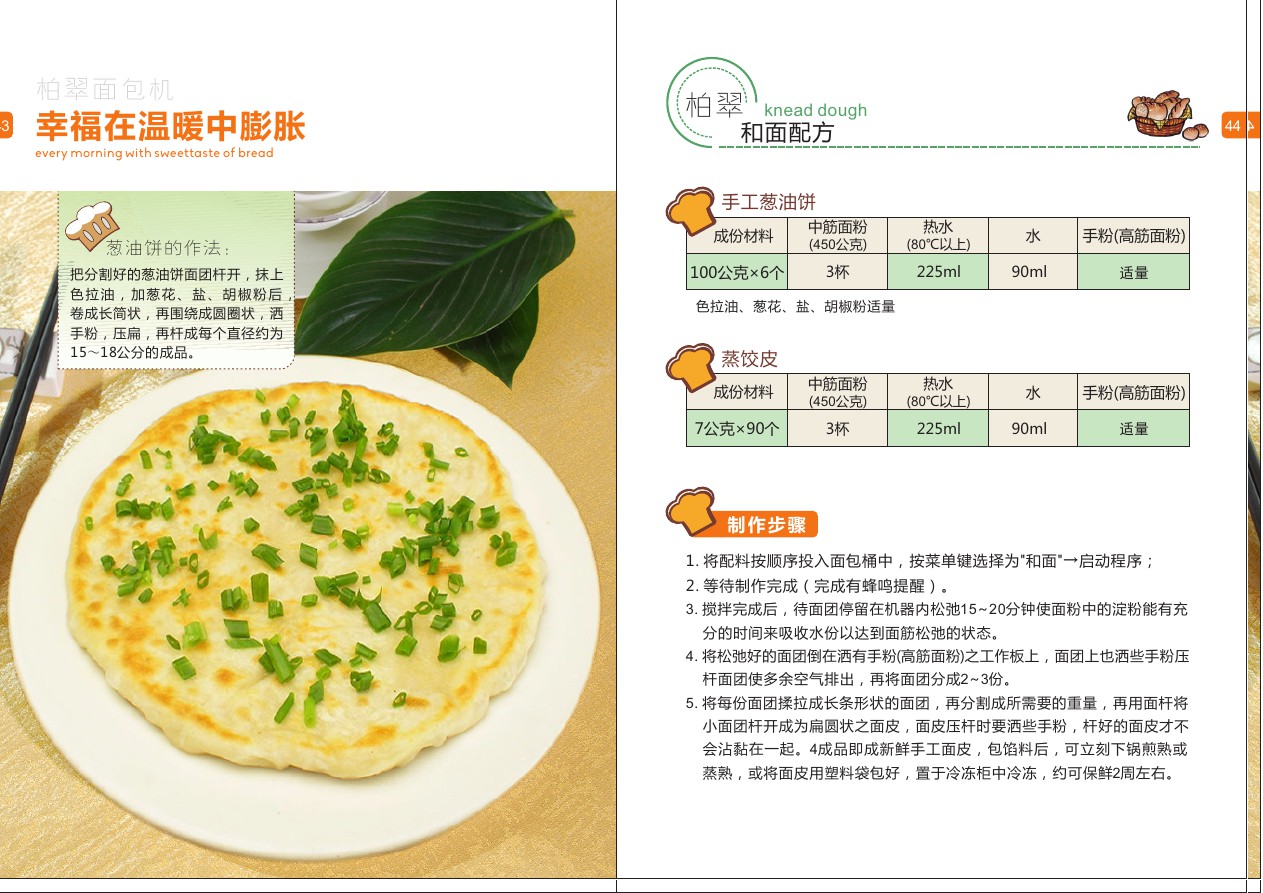 柏翠面包机
幸福在温暖中膨胀
every morning with sweettaste of bread
葱油饼的作法：
把分割好的葱油饼面团杆开，抹上
色拉油，加葱花、盐、胡椒粉后，
卷成长筒状，再围绕成圆圈状，洒
手粉，压扁，再杆成每个直径约为
15～18公分的成品。
柏翠
knead dough
和面配方
44
手工葱油饼
成份材料 中筋面粉(450公克) 热水(80℃以上) 水 手粉(高筋面粉)
100公克×6个 3杯 225ml 90ml 适量
色拉油、葱花、盐、胡椒粉适量
蒸饺皮
成份材料 中筋面粉(450公克) 热水(80℃以上) 水 手粉(高筋面粉)
7公克×90个 3杯 225ml 90ml 适量
制作步骤
1. 将配料按顺序投入面包桶中，按菜单键选择为"和面"→启动程序；
2. 等待制作完成（完成有蜂鸣提醒）。
3. 搅拌完成后，待面团停留在机器内松弛15~20分钟使面粉中的淀粉能有充
分的时间来吸收水份以达到面筋松弛的状态。
4. 将松弛好的面团倒在洒有手粉(高筋面粉)之工作板上，面团上也洒些手粉压
杆面团使多余空气排出，再将面团分成2~3份。
5. 将每份面团揉拉成长条形状的面团，再分割成所需要的重量，再用面杆将
小面团杆开成为扁圆状之面皮，面皮压杆时要洒些手粉，杆好的面皮才不
会沾黏在一起。4成品即成新鲜手工面皮，包馅料后，可立刻下锅煎熟或
蒸熟，或将面皮用塑料袋包好，置于冷冻柜中冷冻，约可保鲜2周左右。